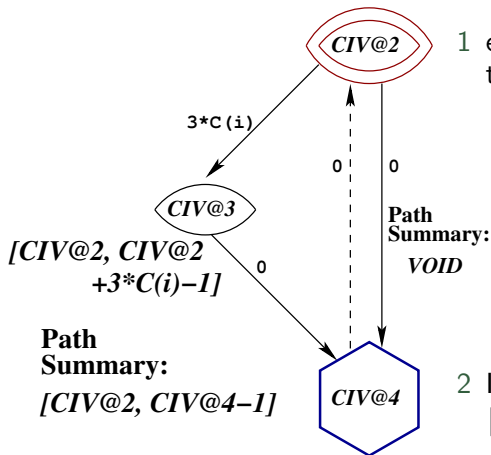 CIV@2
1 e
t
3*C(i)
0 0
CIV@3
Path
Summary:
VOID
[CIV@2, CIV@2
+3*C(i)−1]
0
Path
Summary:
[CIV@2, CIV@4−1]
CIV@4
2